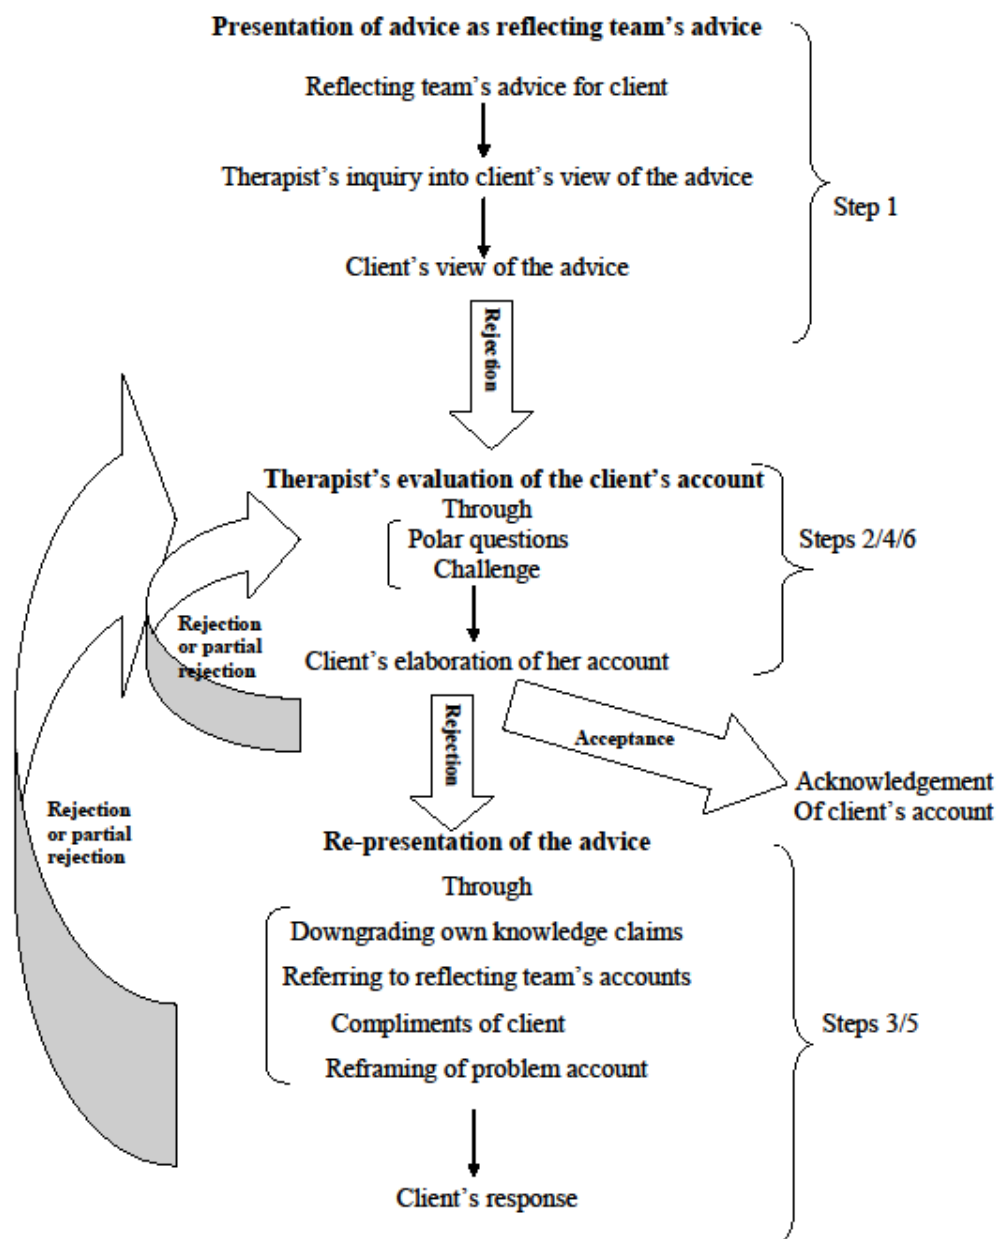 Presentation of advice as reflecting team's advice
Reflecting team's advice for client
Therapist's inquiry into client's view of the advice
Step 1
Client's view of the advice
Rejection
Therapist's evaluation of the client's account
Through
Polar questions
Challenge
Steps 2/4/6
Rejection
or partial
rejection
Client's elaboration of her account
Rejection
Acceptance
Acknowledgement
Of client's account
Rejection
or partial
rejection
Re-presentation of the advice
Through
Downgrading own knowledge claims
Referring to reflecting team's accounts
Compliments of client
Reframing of problem account
Steps 3/5
Client's response